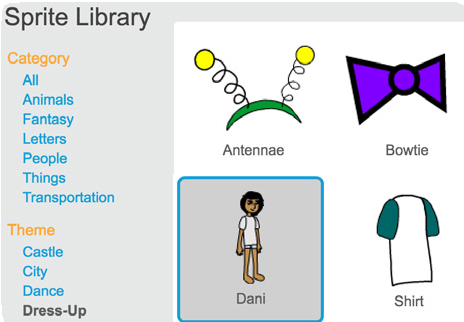 Sprite Library
Category
All
Animals
Fantasy
Letters
People
Things
Transportation
Theme
Castle
City
Dance
Dress-Up
Antennae
Bowtie
Dani
Shirt